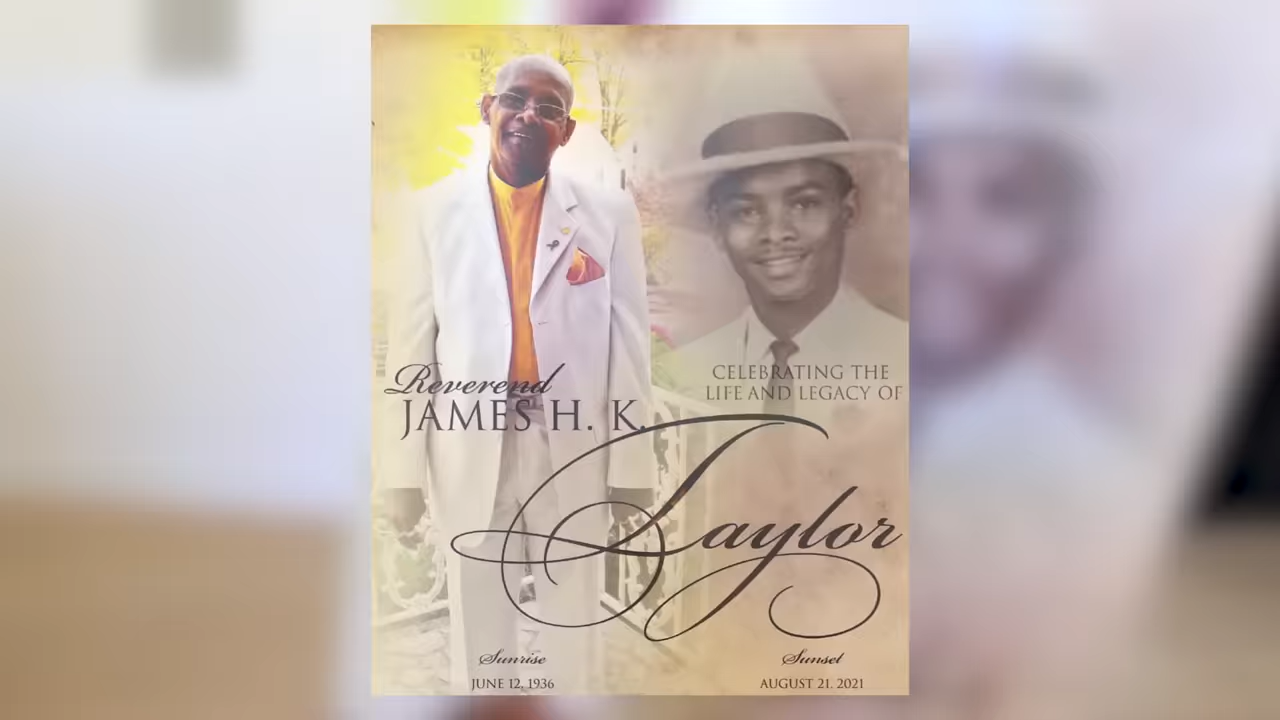 CELEBRATING THE
LIFE AND LEGACY OF
Reverend
JAMES H. K.
Taylor
Sunrise
JUNE 12, 1936
Sunset
AUGUST 21, 2021